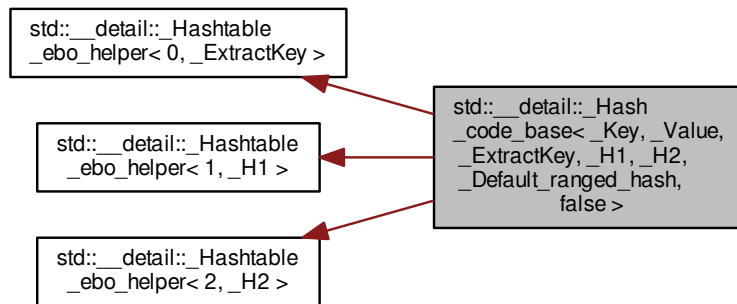 std::__detail::_Hashtable
_ebo_helper< 0, _ExtractKey >
std::__detail::_Hash
_code_base< _Key, _Value,
_ExtractKey, _H1, _H2,
_Default_ranged_hash,
false >
std::__detail::_Hashtable
_ebo_helper< 1, _H1 >
std::__detail::_Hashtable
_ebo_helper< 2, _H2 >